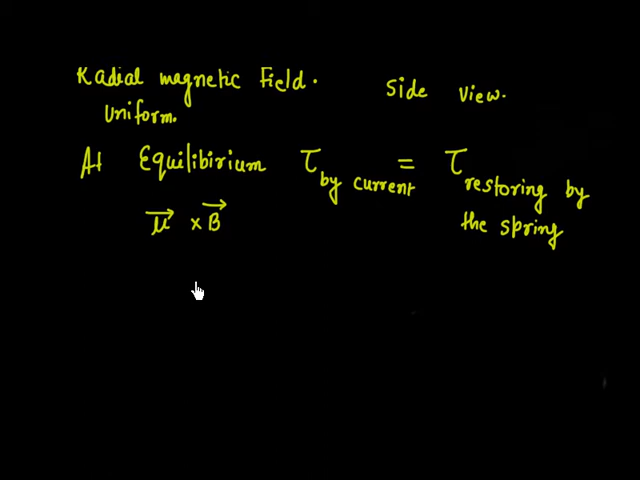 Radial magnetic Field. Side View.
Uniform.
At Equilibirium τ by current = τ restoring by the spring
μ⃗ × B⃗